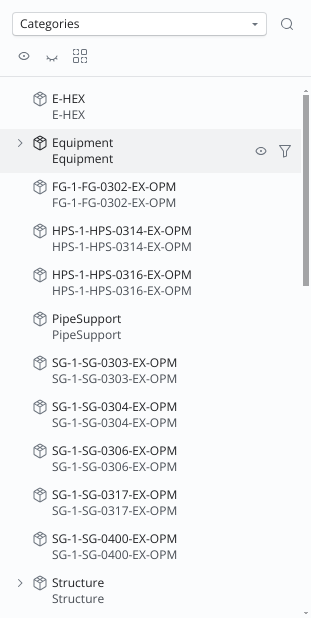 Categories
E-HEX
E-HEX
Equipment
Equipment
FG-1-FG-0302-EX-OPM
FG-1-FG-0302-EX-OPM
HPS-1-HPS-0314-EX-OPM
HPS-1-HPS-0314-EX-OPM
HPS-1-HPS-0316-EX-OPM
HPS-1-HPS-0316-EX-OPM
PipeSupport
PipeSupport
SG-1-SG-0303-EX-OPM
SG-1-SG-0303-EX-OPM
SG-1-SG-0304-EX-OPM
SG-1-SG-0304-EX-OPM
SG-1-SG-0306-EX-OPM
SG-1-SG-0306-EX-OPM
SG-1-SG-0317-EX-OPM
SG-1-SG-0317-EX-OPM
SG-1-SG-0400-EX-OPM
SG-1-SG-0400-EX-OPM
Structure
Structure